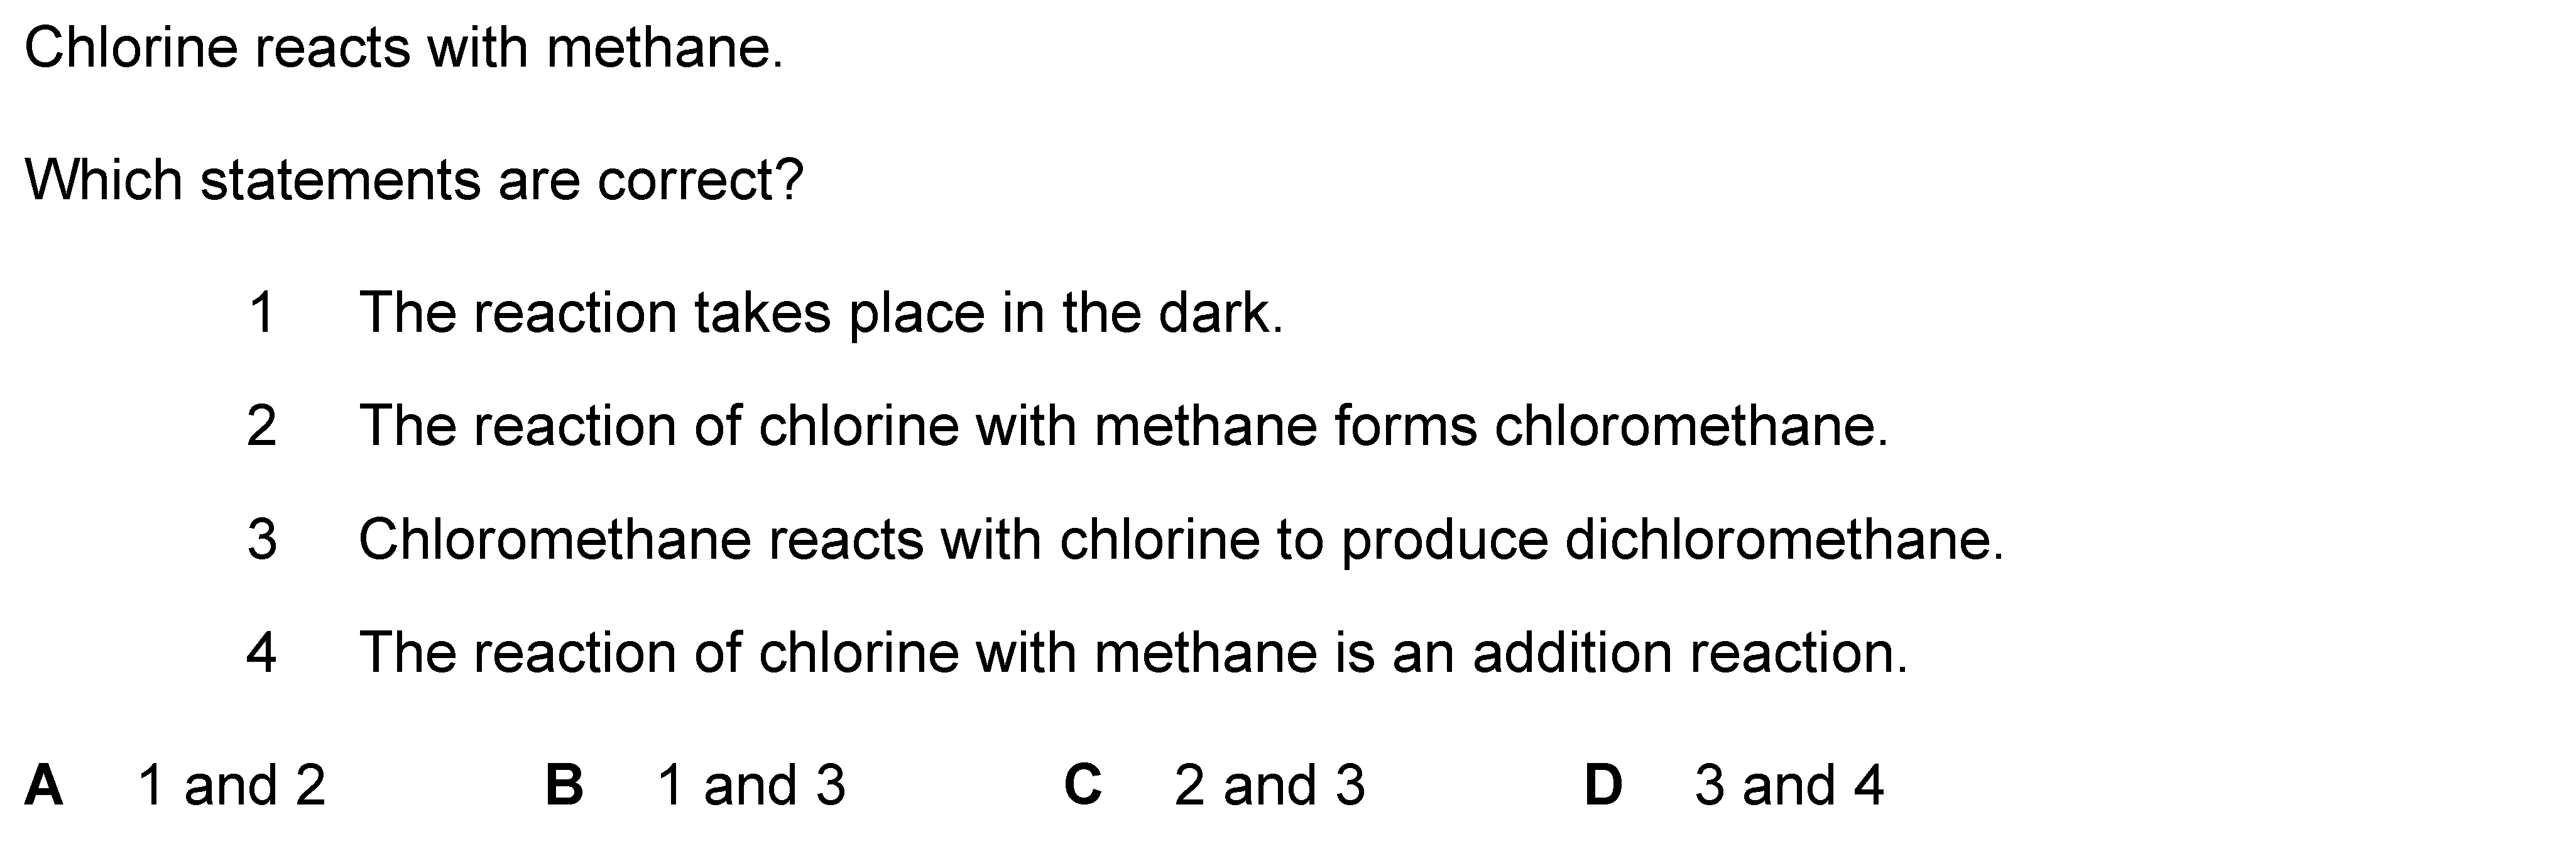 Chlorine reacts with methane.
Which statements are correct?
1 The reaction takes place in the dark.
2 The reaction of chlorine with methane forms chloromethane.
3 Chloromethane reacts with chlorine to produce dichloromethane.
4 The reaction of chlorine with methane is an addition reaction.
A 1 and 2 B 1 and 3 C 2 and 3 D 3 and 4